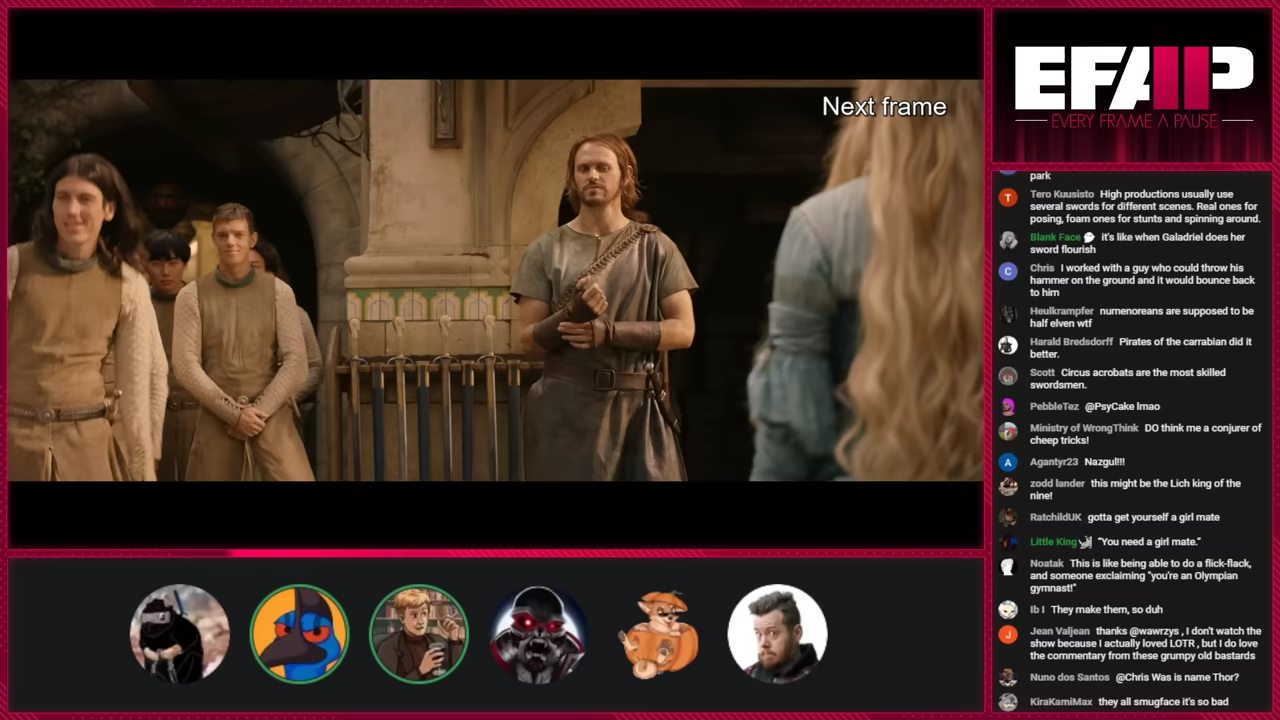 Next frame
EFAP
EVERY FRAME A PAUSE
park
T
Tero Kuusisto High productions usually use
several swords for different scenes. Real ones for
posing, foam ones for stunts and spinning around.
Blank Face it's like when Galadriel does her
sword flourish
C
Chris I worked with a guy who could throw his
hammer on the ground and it would bounce back
to him
Heulkrampfer numenoreans are supposed to be
half elven wtf
Harald Bredsdorff Pirates of the carrabian did it
better.
Scott Circus acrobats are the most skilled
swordsmen.
PebbleTez @PsyCake lmao
Ministry of WrongThink DO think me a conjurer of
cheep tricks!
A
Agantyr23 Nazgul!!!
zodd lander this might be the Lich king of the
nine!
RatchildUK gotta get yourself a girl mate
Little King "You need a girl mate."
Noatak This is like being able to do a flick-flack,
and someone exclaiming "you're an Olympian
gymnast!"
Ib I They make them, so duh
J
Jean Valjean thanks @wawrzys , I don't watch the
show because I actually loved LOTR , but I do love
the commentary from these grumpy old bastards
Nuno dos Santos @Chris Was is name Thor?
KiraKamiMax they all smugface it's so bad